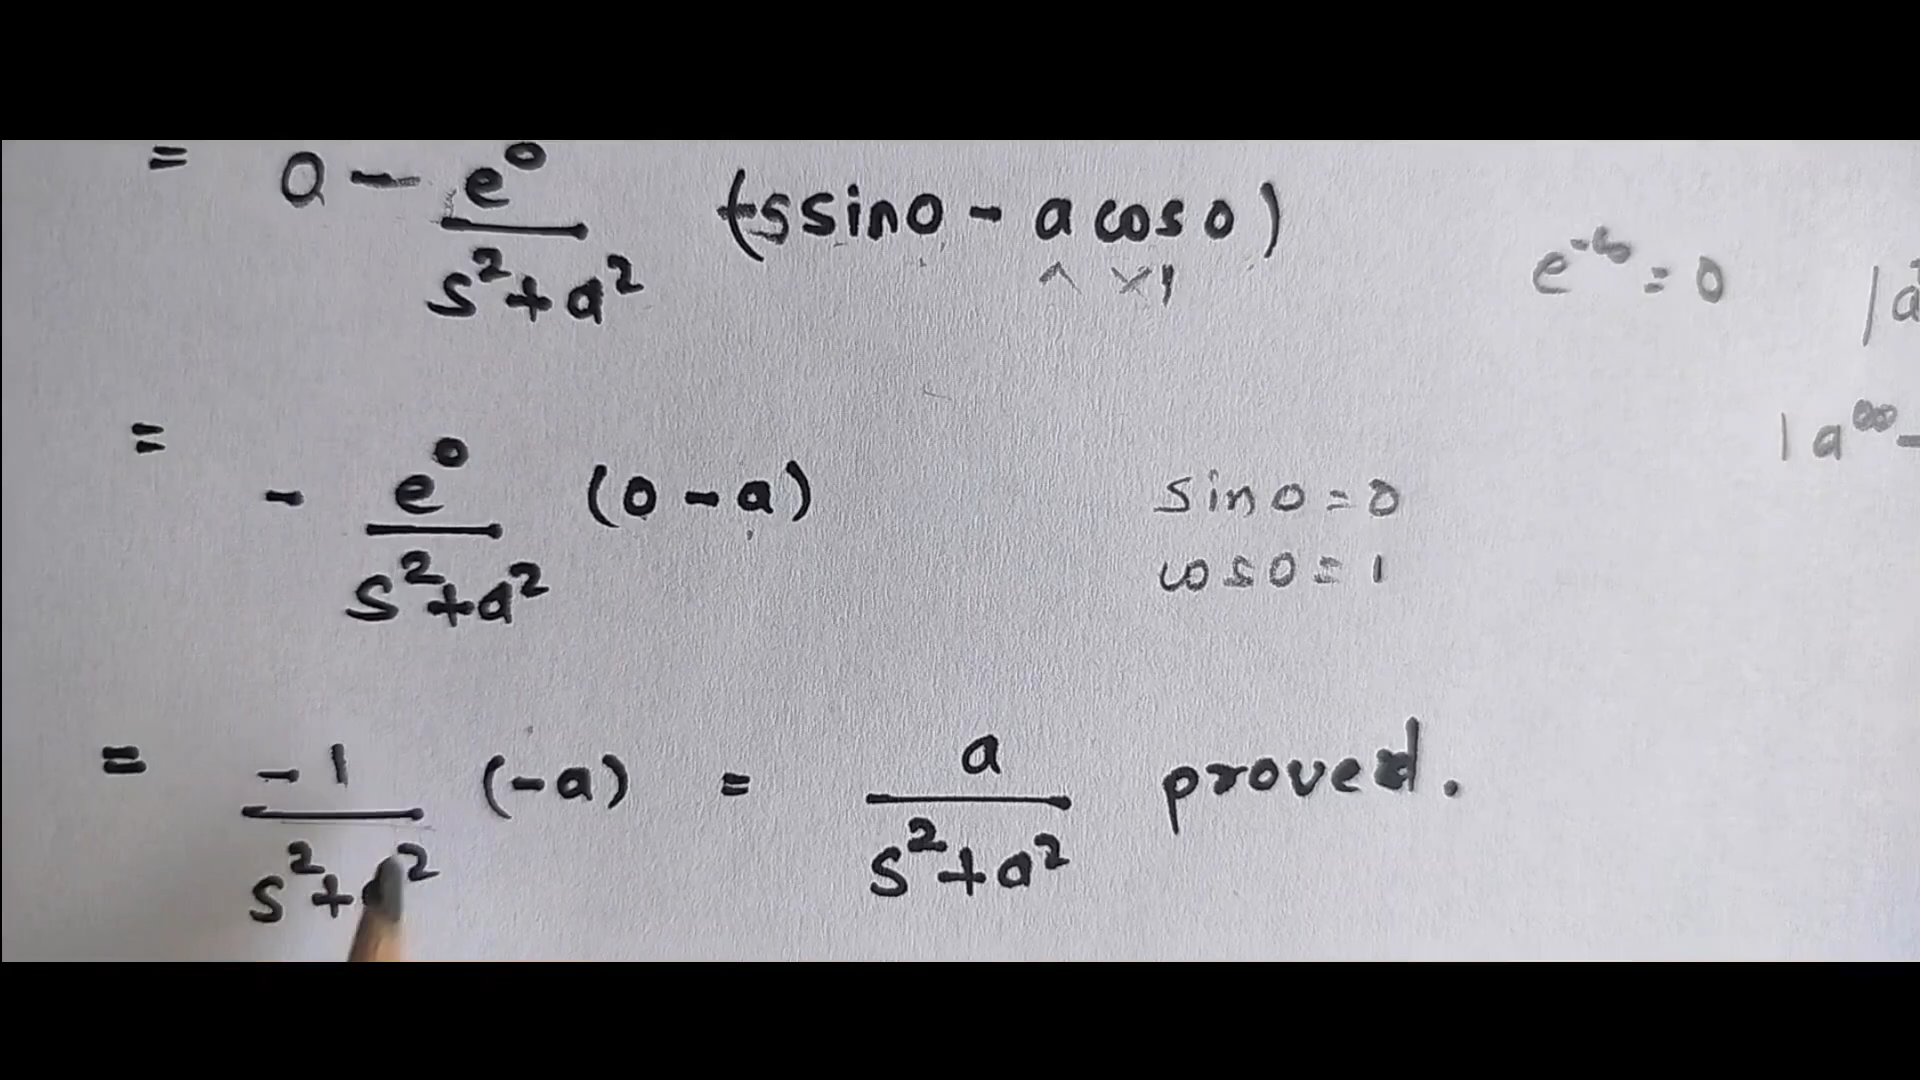 = 0 - e⁰/(s²+a²) (-s sin0 - a cos0)
e^-∞ = 0
= - e⁰/(s²+a²) (0 - a)
|a^∞ -
sin0 = 0
cos0 = 1
= -1/(s²+a²) (-a) = a/(s²+a²) proved.